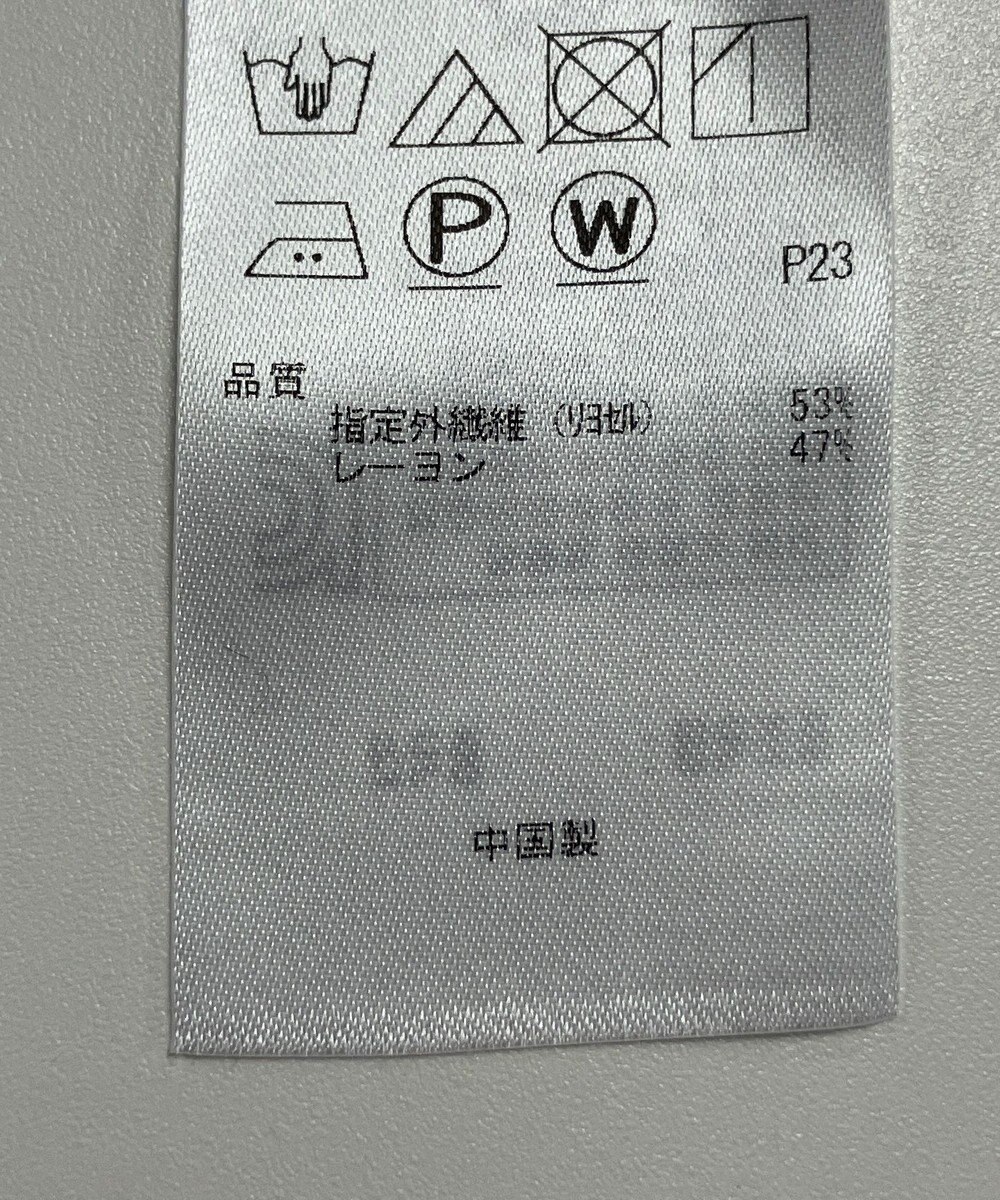 P W P23
品質
指定外繊維 (リヨセル) 53%
レーヨン 47%
中国製